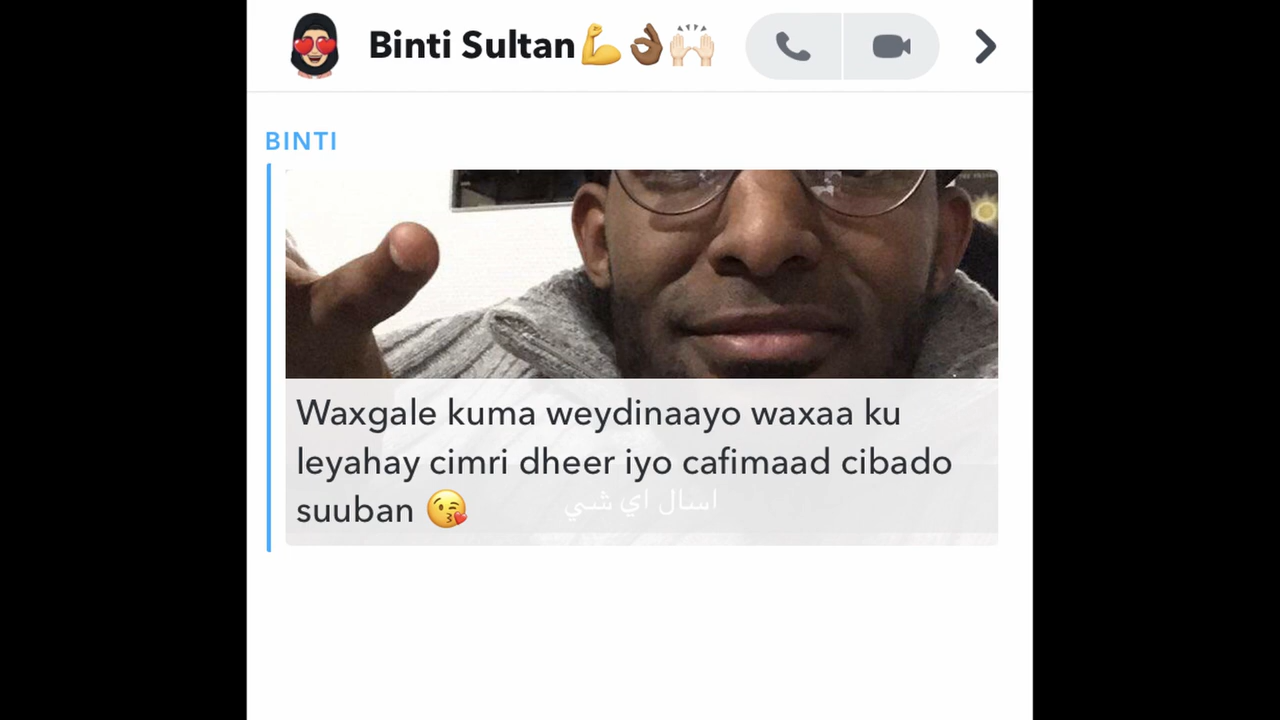 Binti Sultan💪👌🏾🙌🏻
BINTI
Waxgale kuma weydinaayo waxaa ku
leyahay cimri dheer iyo cafimaad cibado
suuban 😘
اسال اي شي